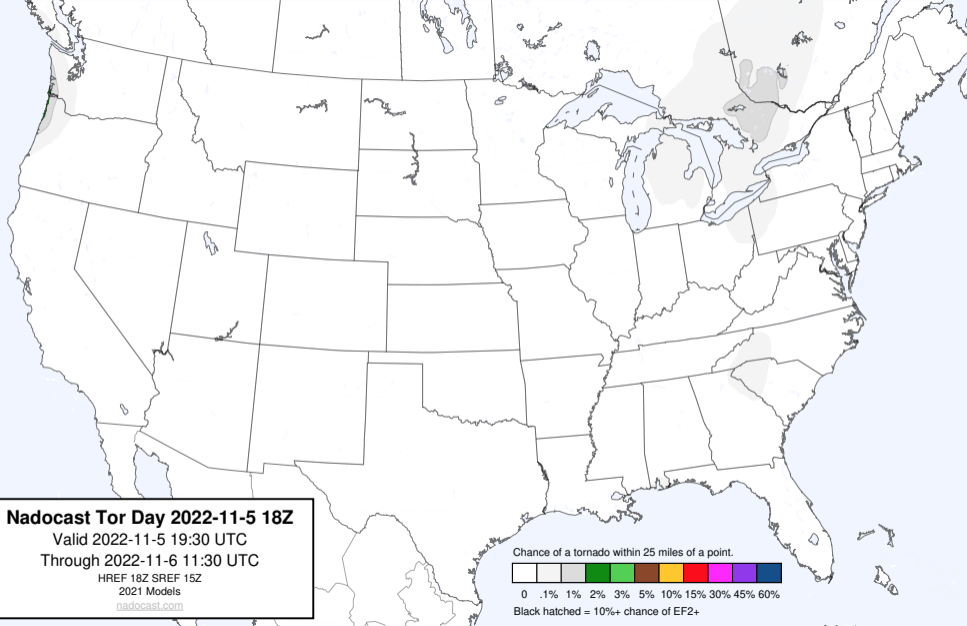 Nadocast Tor Day 2022-11-5 18Z
Valid 2022-11-5 19:30 UTC
Through 2022-11-6 11:30 UTC
HREF 18Z SREF 15Z
2021 Models
nadocast.com
Chance of a tornado within 25 miles of a point.
0 .1% 1% 2% 3% 5% 10% 15% 30% 45% 60%
Black hatched = 10%+ chance of EF2+